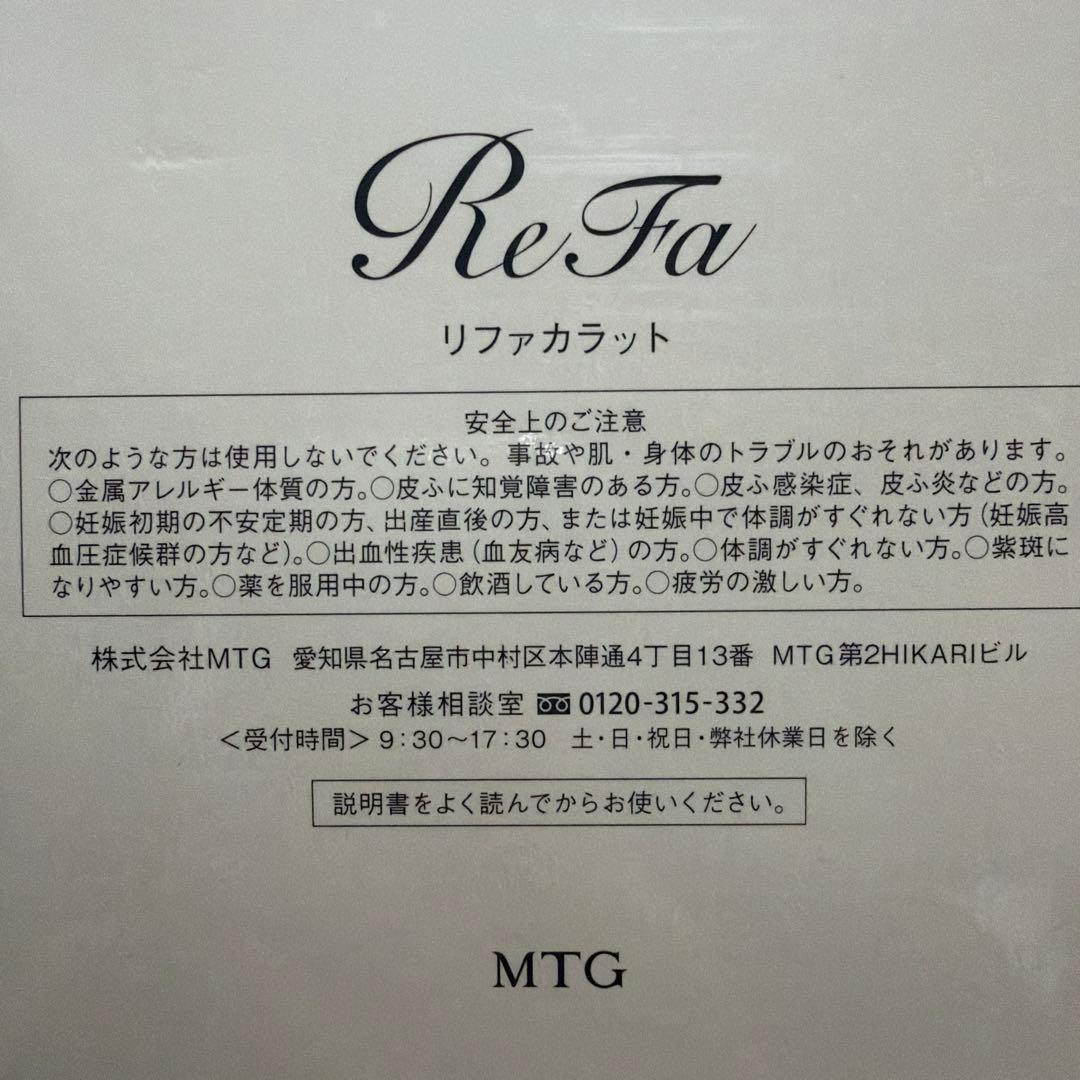 ReFa
リファカラット
安全上のご注意
次のような方は使用しないでください。事故や肌・身体のトラブルのおそれがあります。
○金属アレルギー体質の方。○皮ふに知覚障害のある方。○皮ふ感染症、皮ふ炎などの方。
○妊娠初期の不安定期の方、出産直後の方、または妊娠中で体調がすぐれない方（妊娠高
血圧症候群の方など）。○出血性疾患（血友病など）の方。○体調がすぐれない方。○紫斑に
なりやすい方。○薬を服用中の方。○飲酒している方。○疲労の激しい方。
株式会社MTG 愛知県名古屋市中村区本陣通4丁目13番 MTG第2HIKARIビル
お客様相談室 0120-315-332
＜受付時間＞9：30～17：30 土・日・祝日・弊社休業日を除く
説明書をよく読んでからお使いください。
MTG